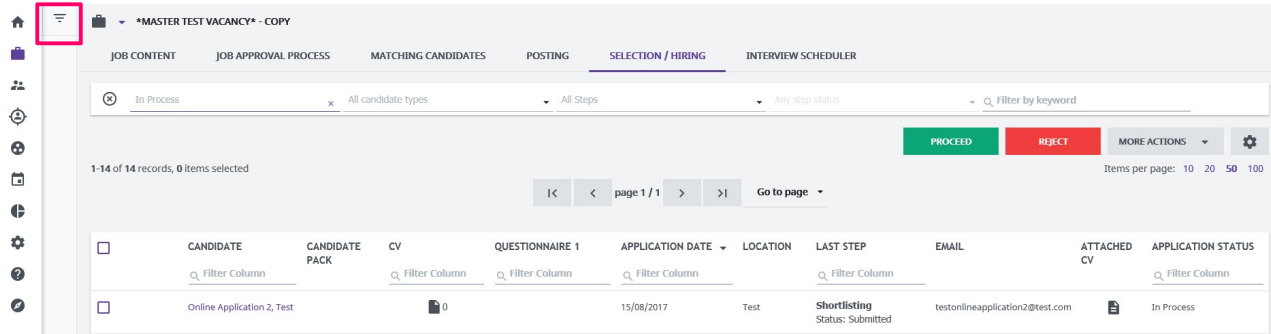 *MASTER TEST VACANCY* - COPY
JOB CONTENT JOB APPROVAL PROCESS MATCHING CANDIDATES POSTING SELECTION / HIRING INTERVIEW SCHEDULER
In Process x All candidate types All Steps Any step status Filter by keyword
PROCEED REJECT MORE ACTIONS
1-14 of 14 records, 0 items selected Items per page: 10 20 50 100
page 1 / 1 Go to page
CANDIDATE CANDIDATE PACK CV QUESTIONNAIRE 1 APPLICATION DATE LOCATION LAST STEP EMAIL ATTACHED CV APPLICATION STATUS
Filter Column Filter Column Filter Column Filter Column Filter Column Filter Column
Online Application 2, Test 0 15/08/2017 Test Shortlisting testonlineapplication2@test.com In Process
Status: Submitted